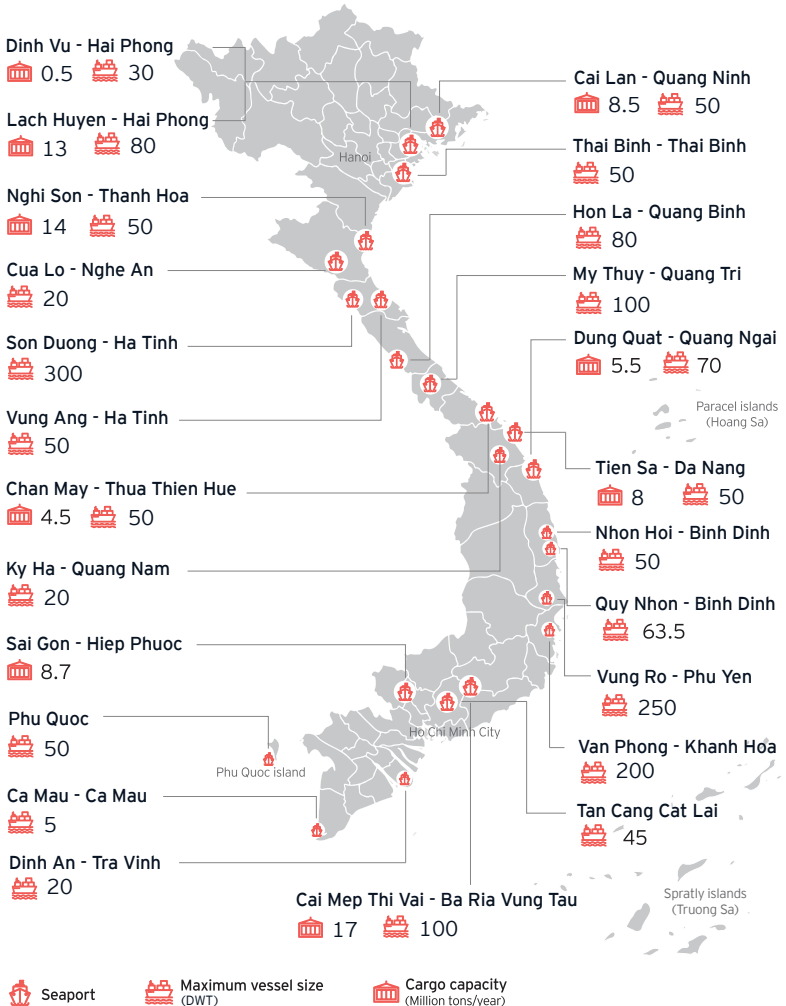 Dinh Vu - Hai Phong
0.5 30
Lach Huyen - Hai Phong
13 80
Nghi Son - Thanh Hoa
14 50
Cua Lo - Nghe An
20
Son Duong - Ha Tinh
300
Vung Ang - Ha Tinh
50
Chan May - Thua Thien Hue
4.5 50
Ky Ha - Quang Nam
20
Sai Gon - Hiep Phuoc
8.7
Phu Quoc
50
Phu Quoc island
Ca Mau - Ca Mau
5
Dinh An - Tra Vinh
20
Hanoi
Ho Chi Minh City
Cai Lan - Quang Ninh
8.5 50
Thai Binh - Thai Binh
50
Hon La - Quang Binh
80
My Thuy - Quang Tri
100
Dung Quat - Quang Ngai
5.5 70
Paracel islands
(Hoang Sa)
Tien Sa - Da Nang
8 50
Nhon Hoi - Binh Dinh
50
Quy Nhon - Binh Dinh
63.5
Vung Ro - Phu Yen
250
Van Phong - Khanh Hoa
200
Tan Cang Cat Lai
45
Spratly islands
(Truong Sa)
Cai Mep Thi Vai - Ba Ria Vung Tau
17 100
Seaport
Maximum vessel size
(DWT)
Cargo capacity
(Million tons/year)